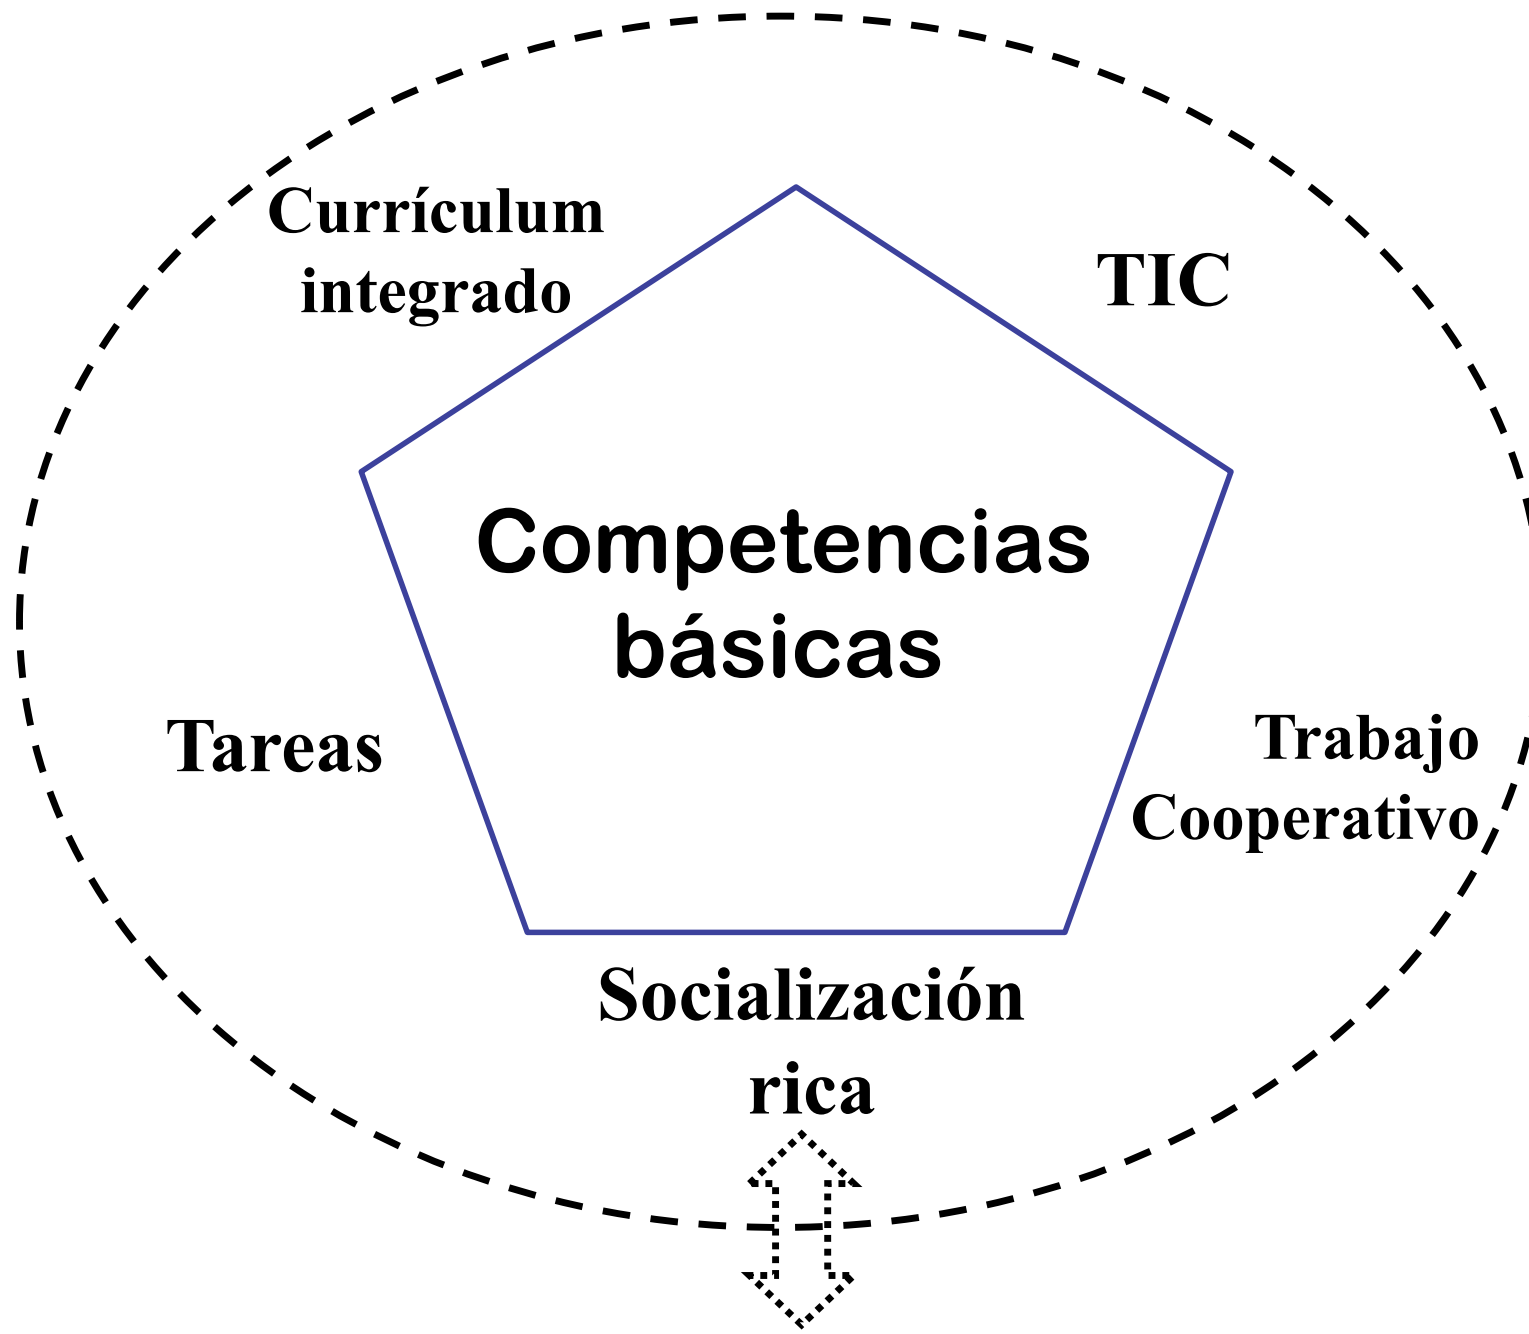 Currículum
integrado
TIC
Competencias
básicas
Tareas
Trabajo
Cooperativo
Socialización
rica